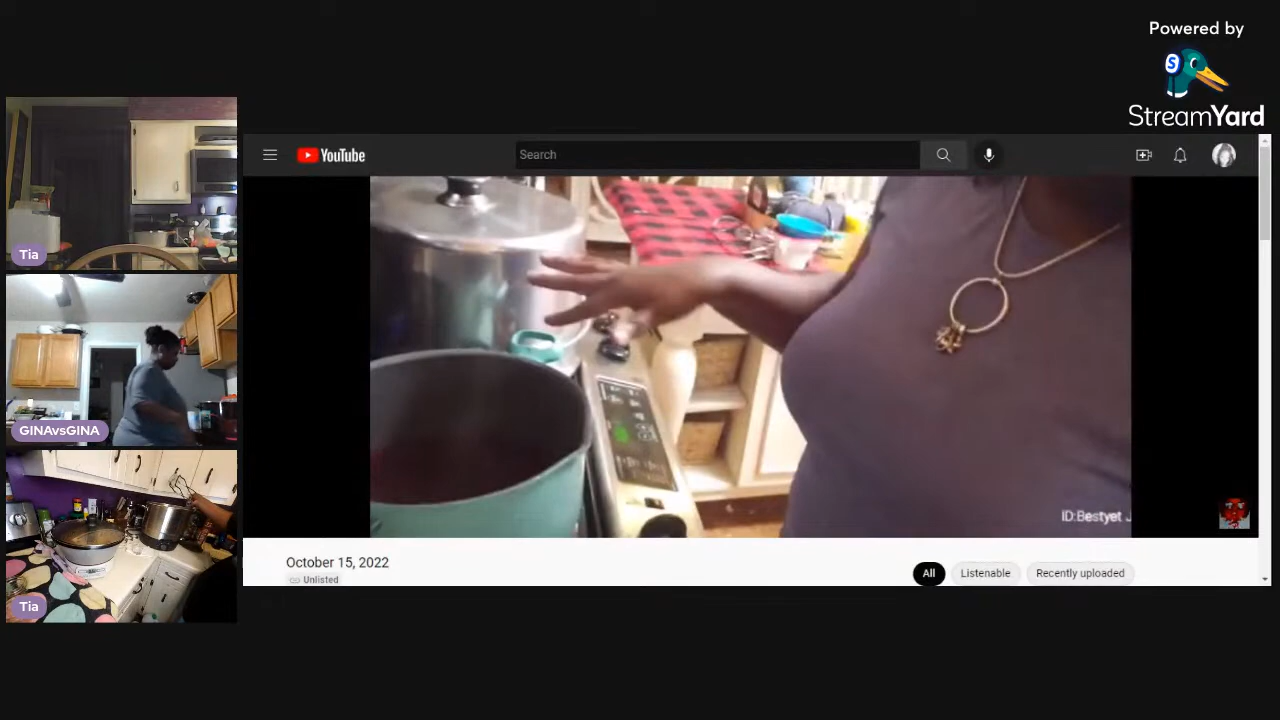 Powered by
StreamYard
YouTube
Search
Tia
GINAvsGINA
Tia
ID:Bestyet J
October 15, 2022
Unlisted
All
Listenable
Recently uploaded